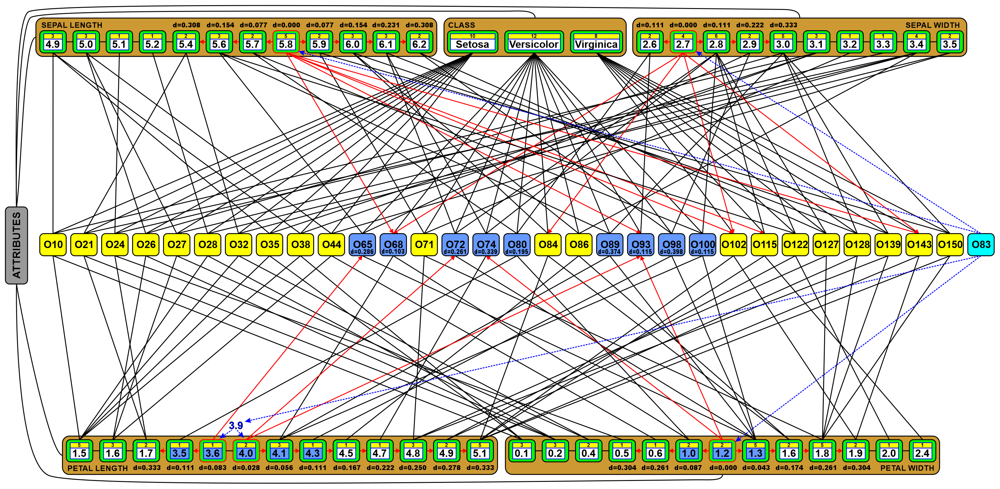 SEPAL LENGTH d=0.308 d=0.154 d=0.077 d=0.000 d=0.077 d=0.154 d=0.231 d=0.308
3 3 1 1 2 3 2 5 2 3 3 2
4.9 5.0 5.1 5.2 5.4 5.6 5.7 5.8 5.9 6.0 6.1 6.2
CLASS
10 12 8
Setosa Versicolor Virginica
d=0.111 d=0.000 d=0.111 d=0.222 d=0.333 SEPAL WIDTH
2 4 6 2 5 3 1 1 4 2
2.6 2.7 2.8 2.9 3.0 3.1 3.2 3.3 3.4 3.5
ATTRIBUTES
O10 O21 O24 O26 O27 O28 O32 O35 O38 O44 O65 O68 O71 O72 O74 O80 O84 O86 O89 O93 O98 O100 O102 O115 O122 O127 O128 O139 O143 O150 O83
d=0.286 d=0.103 d=0.261 d=0.339 d=0.195 d=0.374 d=0.115 d=0.398 d=0.115
3.9
5 3 2 1 1 2 3 1 1 1 3 2 5
1.5 1.6 1.7 3.5 3.6 4.0 4.1 4.3 4.5 4.7 4.8 4.9 5.1
PETAL LENGTH d=0.333 d=0.111 d=0.083 d=0.028 d=0.056 d=0.111 d=0.167 d=0.222 d=0.250 d=0.278 d=0.333
3 3 2 1 1 2 2 5 2 5 2 1 1
0.1 0.2 0.4 0.5 0.6 1.0 1.2 1.3 1.6 1.8 1.9 2.0 2.4
d=0.304 d=0.261 d=0.087 d=0.000 d=0.043 d=0.174 d=0.261 d=0.304 PETAL WIDTH